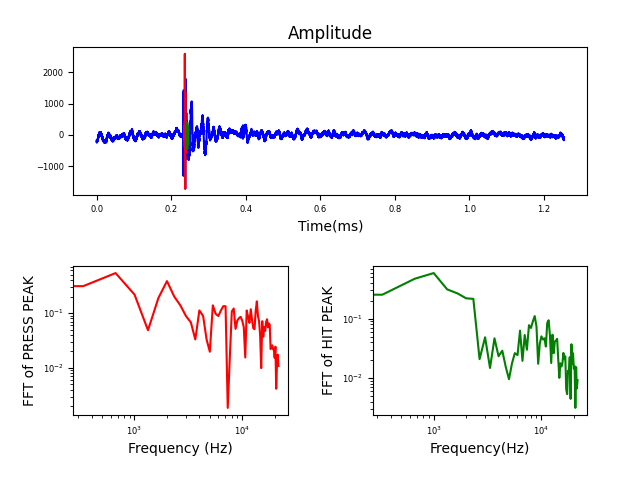 Amplitude
2000
1000
0
−1000
0.0 0.2 0.4 0.6 0.8 1.0 1.2
Time(ms)
FFT of PRESS PEAK
10⁻¹
10⁻²
10³ 10⁴
Frequency (Hz)
FFT of HIT PEAK
10⁻¹
10⁻²
10³ 10⁴
Frequency(Hz)